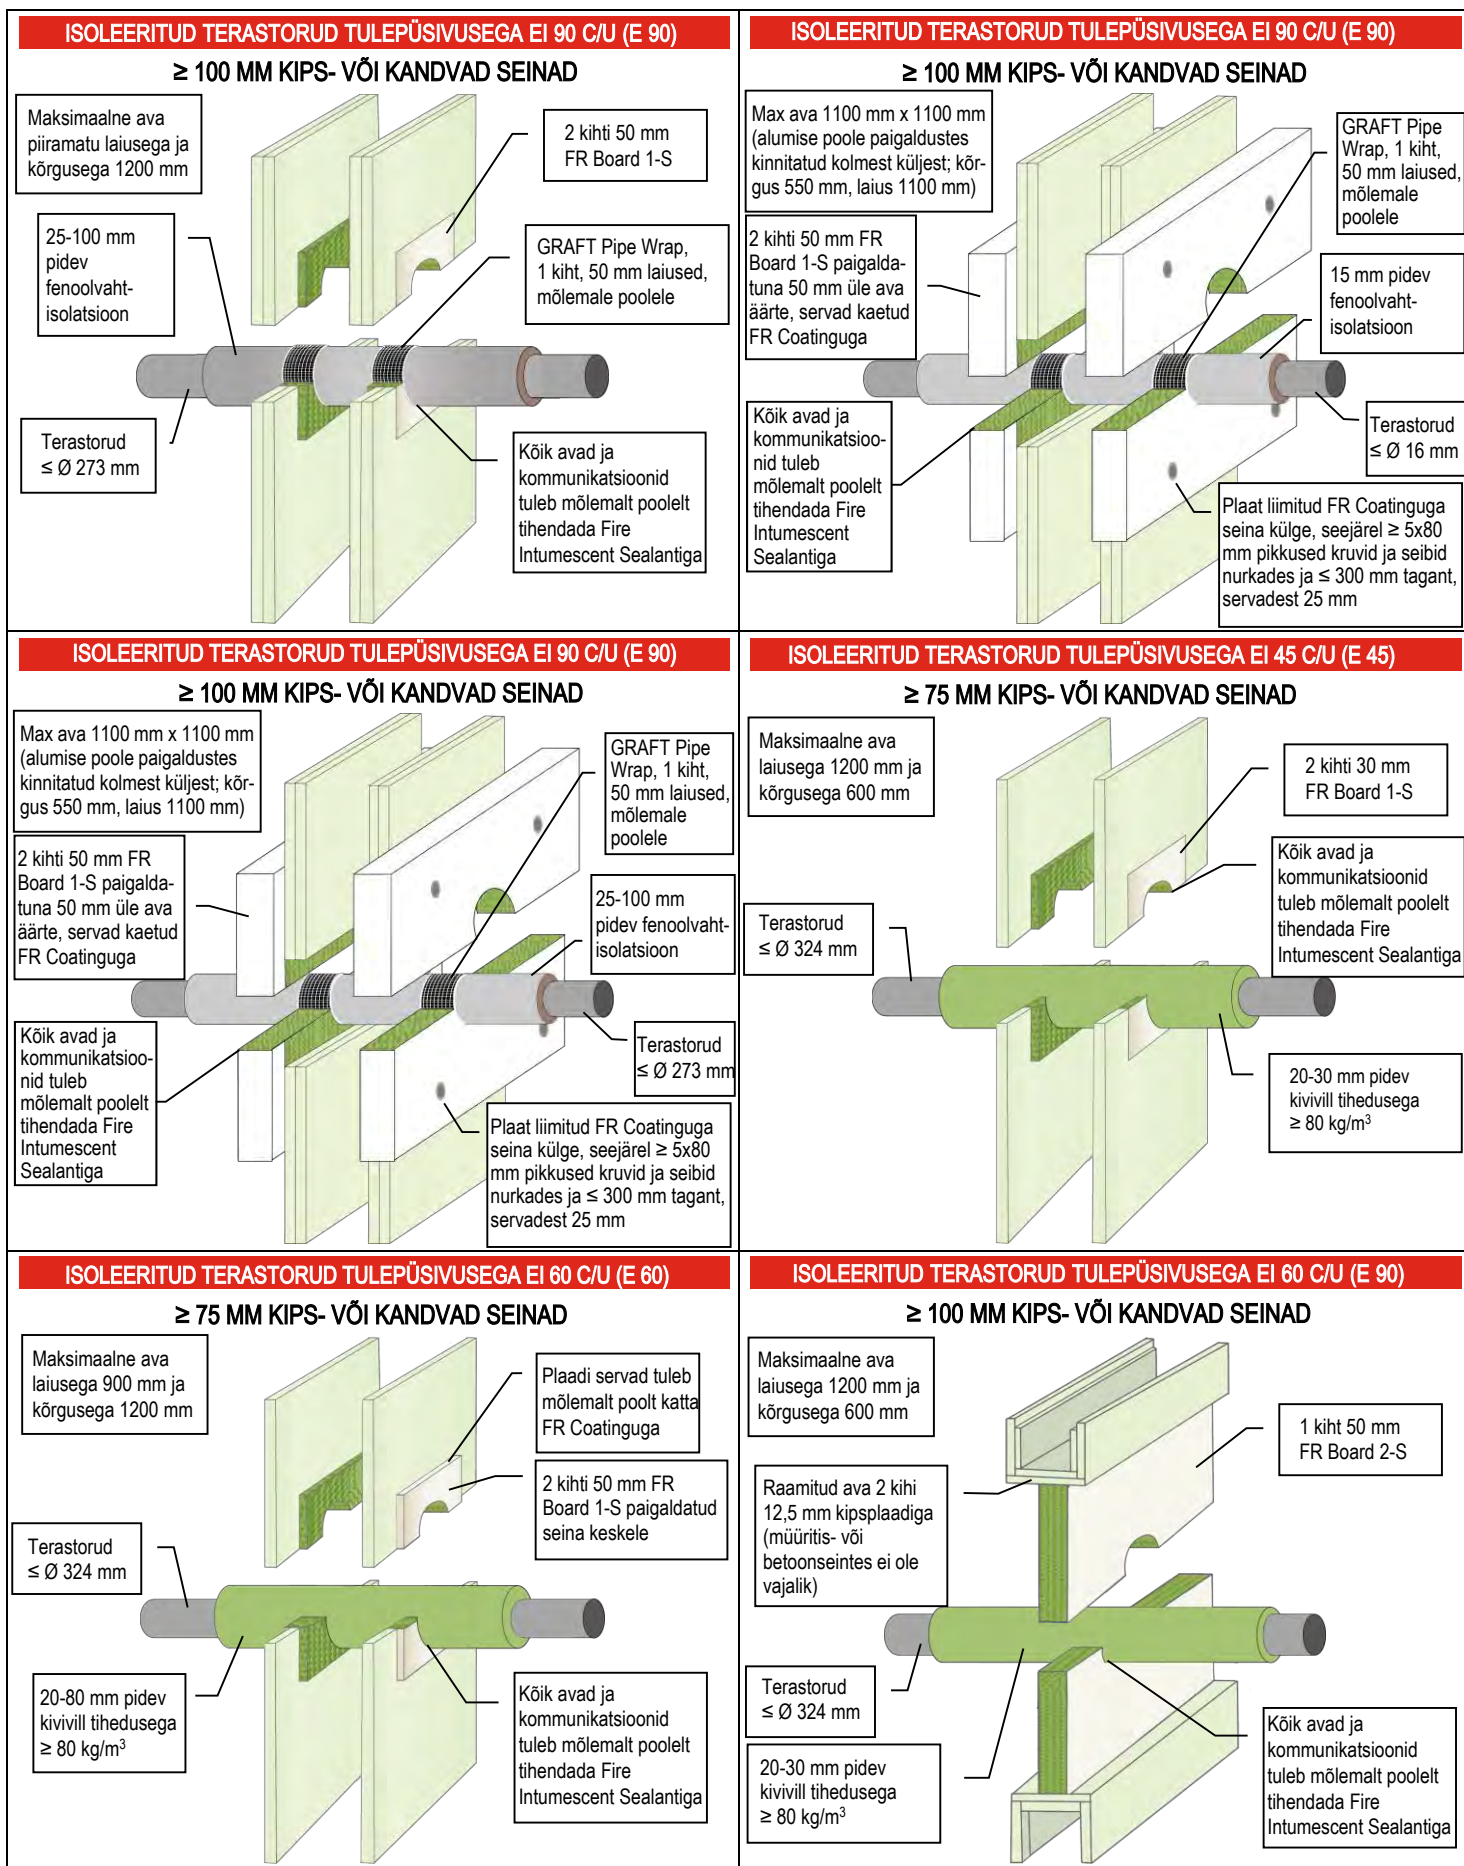 ISOLEERITUD TERASTORUD TULEPÜSIVUSEGA EI 90 C/U (E 90)
≥ 100 MM KIPS- VÕI KANDVAD SEINAD
Maksimaalne ava
piiramatu laiusega ja
kõrgusega 1200 mm
2 kihti 50 mm
FR Board 1-S
25-100 mm
pidev
fenoolvaht-
isolatsioon
GRAFT Pipe Wrap,
1 kiht, 50 mm laiused,
mõlemale poolele
Terastorud
≤ Ø 273 mm
Kõik avad ja
kommunikatsioonid
tuleb mõlemalt poolelt
tihendada Fire
Intumescent Sealantiga
ISOLEERITUD TERASTORUD TULEPÜSIVUSEGA EI 90 C/U (E 90)
≥ 100 MM KIPS- VÕI KANDVAD SEINAD
Max ava 1100 mm x 1100 mm
(alumise poole paigaldustes
kinnitatud kolmest küljest; kõr-
gus 550 mm, laius 1100 mm)
GRAFT Pipe
Wrap, 1 kiht,
50 mm laiused,
mõlemale
poolele
2 kihti 50 mm FR
Board 1-S paigalda-
tuna 50 mm üle ava
äärte, servad kaetud
FR Coatinguga
15 mm pidev
fenoolvaht-
isolatsioon
Kõik avad ja
kommunikatsioo-
nid tuleb
mõlemalt poolelt
tihendada Fire
Intumescent
Sealantiga
Terastorud
≤ Ø 16 mm
Plaat liimitud FR Coatinguga
seina külge, seejärel ≥ 5x80
mm pikkused kruvid ja seibid
nurkades ja ≤ 300 mm tagant,
servadest 25 mm
ISOLEERITUD TERASTORUD TULEPÜSIVUSEGA EI 90 C/U (E 90)
≥ 100 MM KIPS- VÕI KANDVAD SEINAD
Max ava 1100 mm x 1100 mm
(alumise poole paigaldustes
kinnitatud kolmest küljest; kõr-
gus 550 mm, laius 1100 mm)
GRAFT Pipe
Wrap, 1 kiht,
50 mm laiused,
mõlemale
poolele
2 kihti 50 mm FR
Board 1-S paigalda-
tuna 50 mm üle ava
äärte, servad kaetud
FR Coatinguga
25-100 mm
pidev fenoolvaht-
isolatsioon
Kõik avad ja
kommunikatsioo-
nid tuleb
mõlemalt poolelt
tihendada Fire
Intumescent
Sealantiga
Terastorud
≤ Ø 273 mm
Plaat liimitud FR Coatinguga
seina külge, seejärel ≥ 5x80
mm pikkused kruvid ja seibid
nurkades ja ≤ 300 mm tagant,
servadest 25 mm
ISOLEERITUD TERASTORUD TULEPÜSIVUSEGA EI 45 C/U (E 45)
≥ 75 MM KIPS- VÕI KANDVAD SEINAD
Maksimaalne ava
laiusega 1200 mm ja
kõrgusega 600 mm
2 kihti 30 mm
FR Board 1-S
Kõik avad ja
kommunikatsioonid
tuleb mõlemalt poolelt
tihendada Fire
Intumescent Sealantiga
Terastorud
≤ Ø 324 mm
20-30 mm pidev
kivivill tihedusega
≥ 80 kg/m³
ISOLEERITUD TERASTORUD TULEPÜSIVUSEGA EI 60 C/U (E 60)
≥ 75 MM KIPS- VÕI KANDVAD SEINAD
Maksimaalne ava
laiusega 900 mm ja
kõrgusega 1200 mm
Plaadi servad tuleb
mõlemalt poolt katta
FR Coatinguga
2 kihti 50 mm FR
Board 1-S paigaldatud
seina keskele
Terastorud
≤ Ø 324 mm
20-80 mm pidev
kivivill tihedusega
≥ 80 kg/m³
Kõik avad ja
kommunikatsioonid
tuleb mõlemalt poolelt
tihendada Fire
Intumescent Sealantiga
ISOLEERITUD TERASTORUD TULEPÜSIVUSEGA EI 60 C/U (E 90)
≥ 100 MM KIPS- VÕI KANDVAD SEINAD
Maksimaalne ava
laiusega 1200 mm ja
kõrgusega 600 mm
1 kiht 50 mm
FR Board 2-S
Raamitud ava 2 kihi
12,5 mm kipsplaadiga
(müüritis- või
betoonseintes ei ole
vajalik)
Terastorud
≤ Ø 324 mm
20-30 mm pidev
kivivill tihedusega
≥ 80 kg/m³
Kõik avad ja
kommunikatsioonid
tuleb mõlemalt poolelt
tihendada Fire
Intumescent Sealantiga